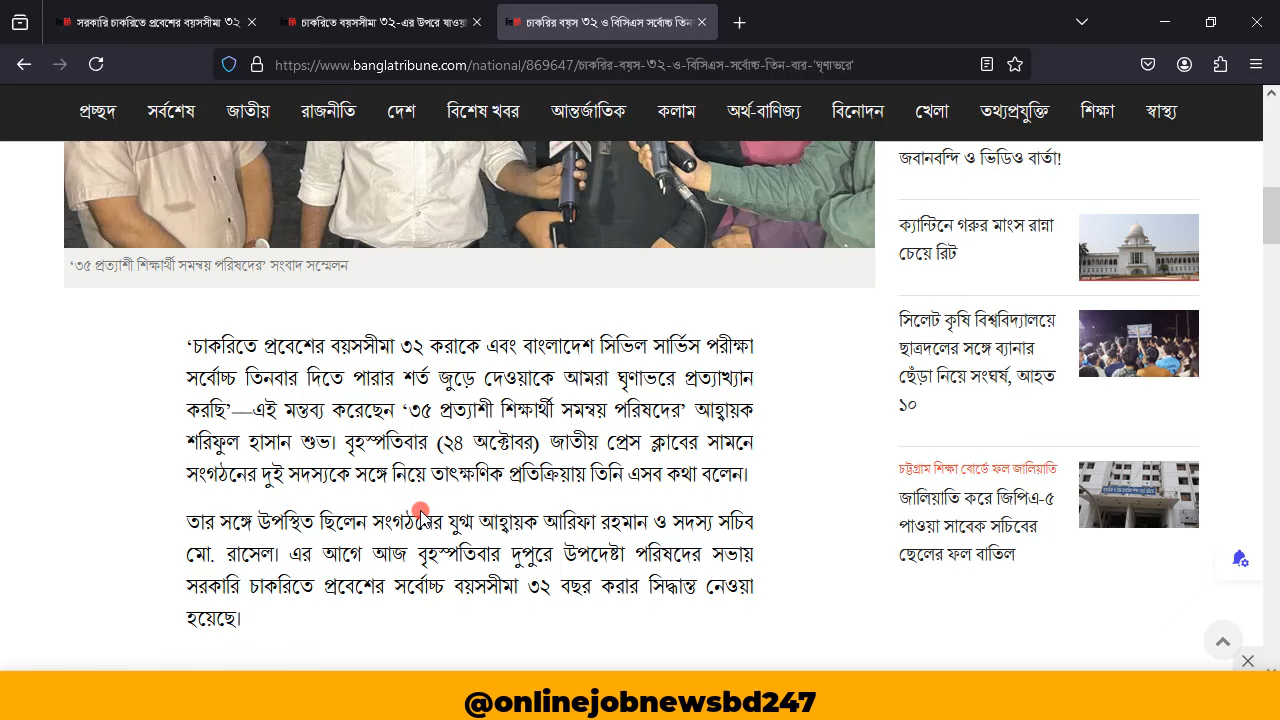 সরকারি চাকরিতে প্রবেশের বয়সসীমা ৩২
চাকরিতে বয়সসীমা ৩২-এর উপরে যাওয়া
চাকরির বয়স ৩২ ও বিসিএস সর্বোচ্চ তিন
https://www.banglatribune.com/national/869647/চাকরির-বয়স-৩২-ও-বিসিএস-সর্বোচ্চ-তিন-বার-‘ঘৃণাভরে’
প্রচ্ছদ সর্বশেষ জাতীয় রাজনীতি দেশ বিশেষ খবর আন্তর্জাতিক কলাম অর্থ-বাণিজ্য বিনোদন খেলা তথ্যপ্রযুক্তি শিক্ষা স্বাস্থ্য
‘৩৫ প্রত্যাশী শিক্ষার্থী সমন্বয় পরিষদের’ সংবাদ সম্মেলন
‘চাকরিতে প্রবেশের বয়সসীমা ৩২ করাকে এবং বাংলাদেশ সিভিল সার্ভিস পরীক্ষা
সর্বোচ্চ তিনবার দিতে পারার শর্ত জুড়ে দেওয়াকে আমরা ঘৃণাভরে প্রত্যাখ্যান
করছি’—এই মন্তব্য করেছেন ‘৩৫ প্রত্যাশী শিক্ষার্থী সমন্বয় পরিষদের’ আহ্বায়ক
শরিফুল হাসান শুভ। বৃহস্পতিবার (২৪ অক্টোবর) জাতীয় প্রেস ক্লাবের সামনে
সংগঠনের দুই সদস্যকে সঙ্গে নিয়ে তাৎক্ষণিক প্রতিক্রিয়ায় তিনি এসব কথা বলেন।
তার সঙ্গে উপস্থিত ছিলেন সংগঠনের যুগ্ম আহ্বায়ক আরিফা রহমান ও সদস্য সচিব
মো. রাসেল। এর আগে আজ বৃহস্পতিবার দুপুরে উপদেষ্টা পরিষদের সভায়
সরকারি চাকরিতে প্রবেশের সর্বোচ্চ বয়সসীমা ৩২ বছর করার সিদ্ধান্ত নেওয়া
হয়েছে।
জবানবন্দি ও ভিডিও বার্তা!
ক্যান্টিনে গরুর মাংস রান্না
চেয়ে রিট
সিলেট কৃষি বিশ্ববিদ্যালয়ে
ছাত্রদলের সঙ্গে ব্যানার
ছেঁড়া নিয়ে সংঘর্ষ, আহত
১০
চট্টগ্রাম শিক্ষা বোর্ডে ফল জালিয়াতি
জালিয়াতি করে জিপিএ-৫
পাওয়া সাবেক সচিবের
ছেলের ফল বাতিল
@onlinejobnewsbd247